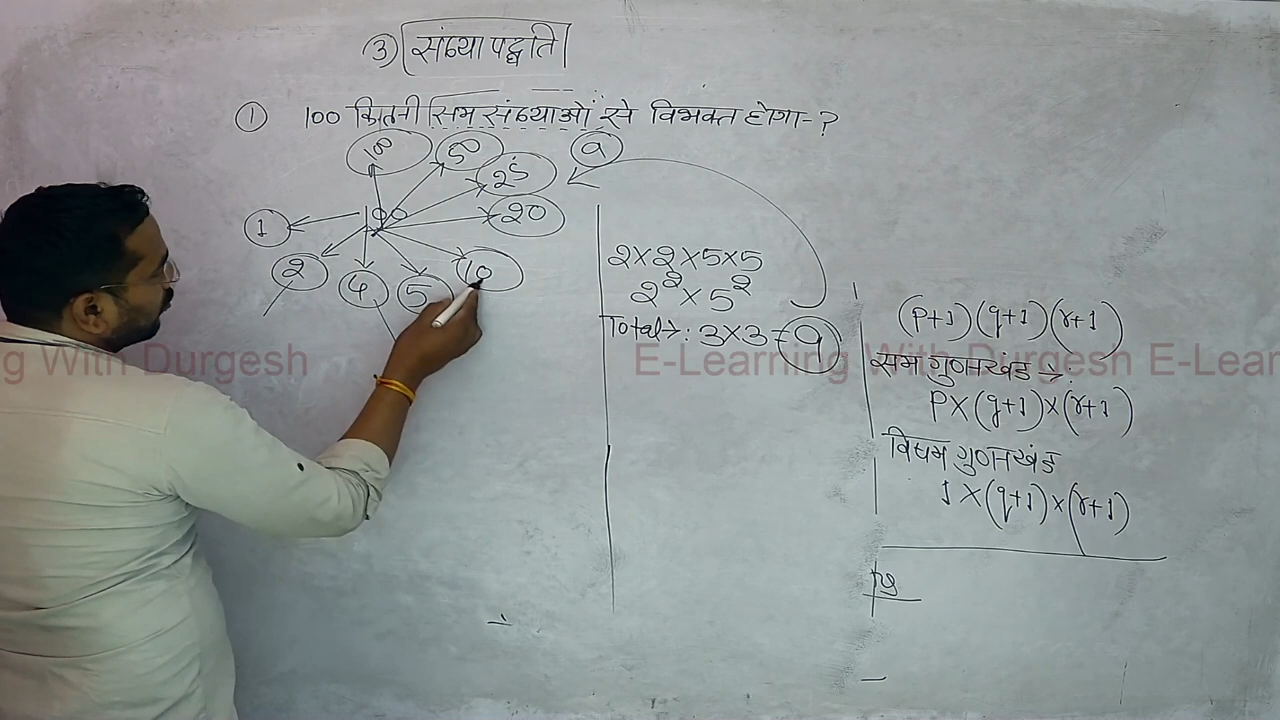 ③ संख्या पद्धति
① 100 कितनी सम संख्याओं से विभक्त होगा-?
100 50 25 20 9
100
1 2 4 5 10
2×2×5×5
2² × 5²
Total→: 3×3=9
(P+1)(q+1)(r+1)
सम गुणनखंड→:
P×(q+1)×(r+1)
विषम गुणनखंड
1×(q+1)×(r+1)
g With Durgesh E-Learning With Durgesh E-Learn